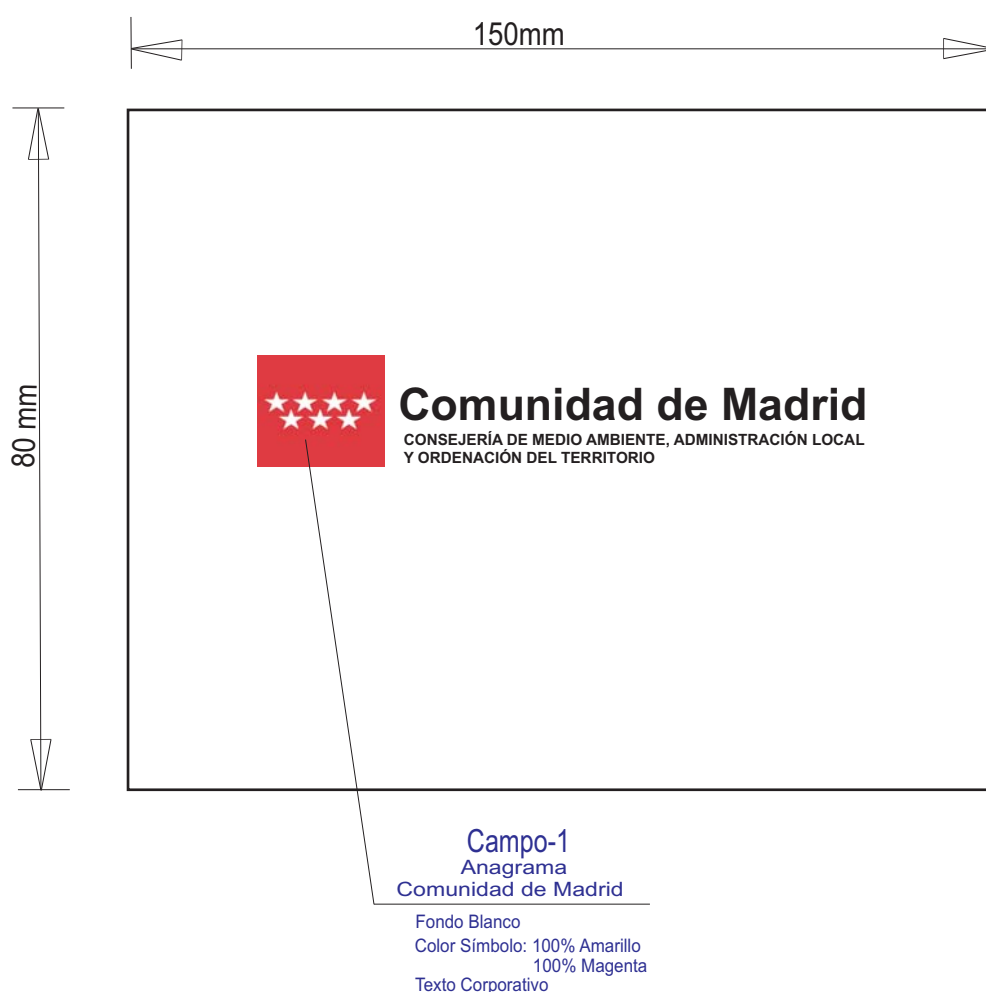 150mm
80 mm
Comunidad de Madrid
CONSEJERÍA DE MEDIO AMBIENTE, ADMINISTRACIÓN LOCAL
Y ORDENACIÓN DEL TERRITORIO
Campo-1
Anagrama
Comunidad de Madrid
Fondo Blanco
Color Símbolo: 100% Amarillo
100% Magenta
Texto Corporativo